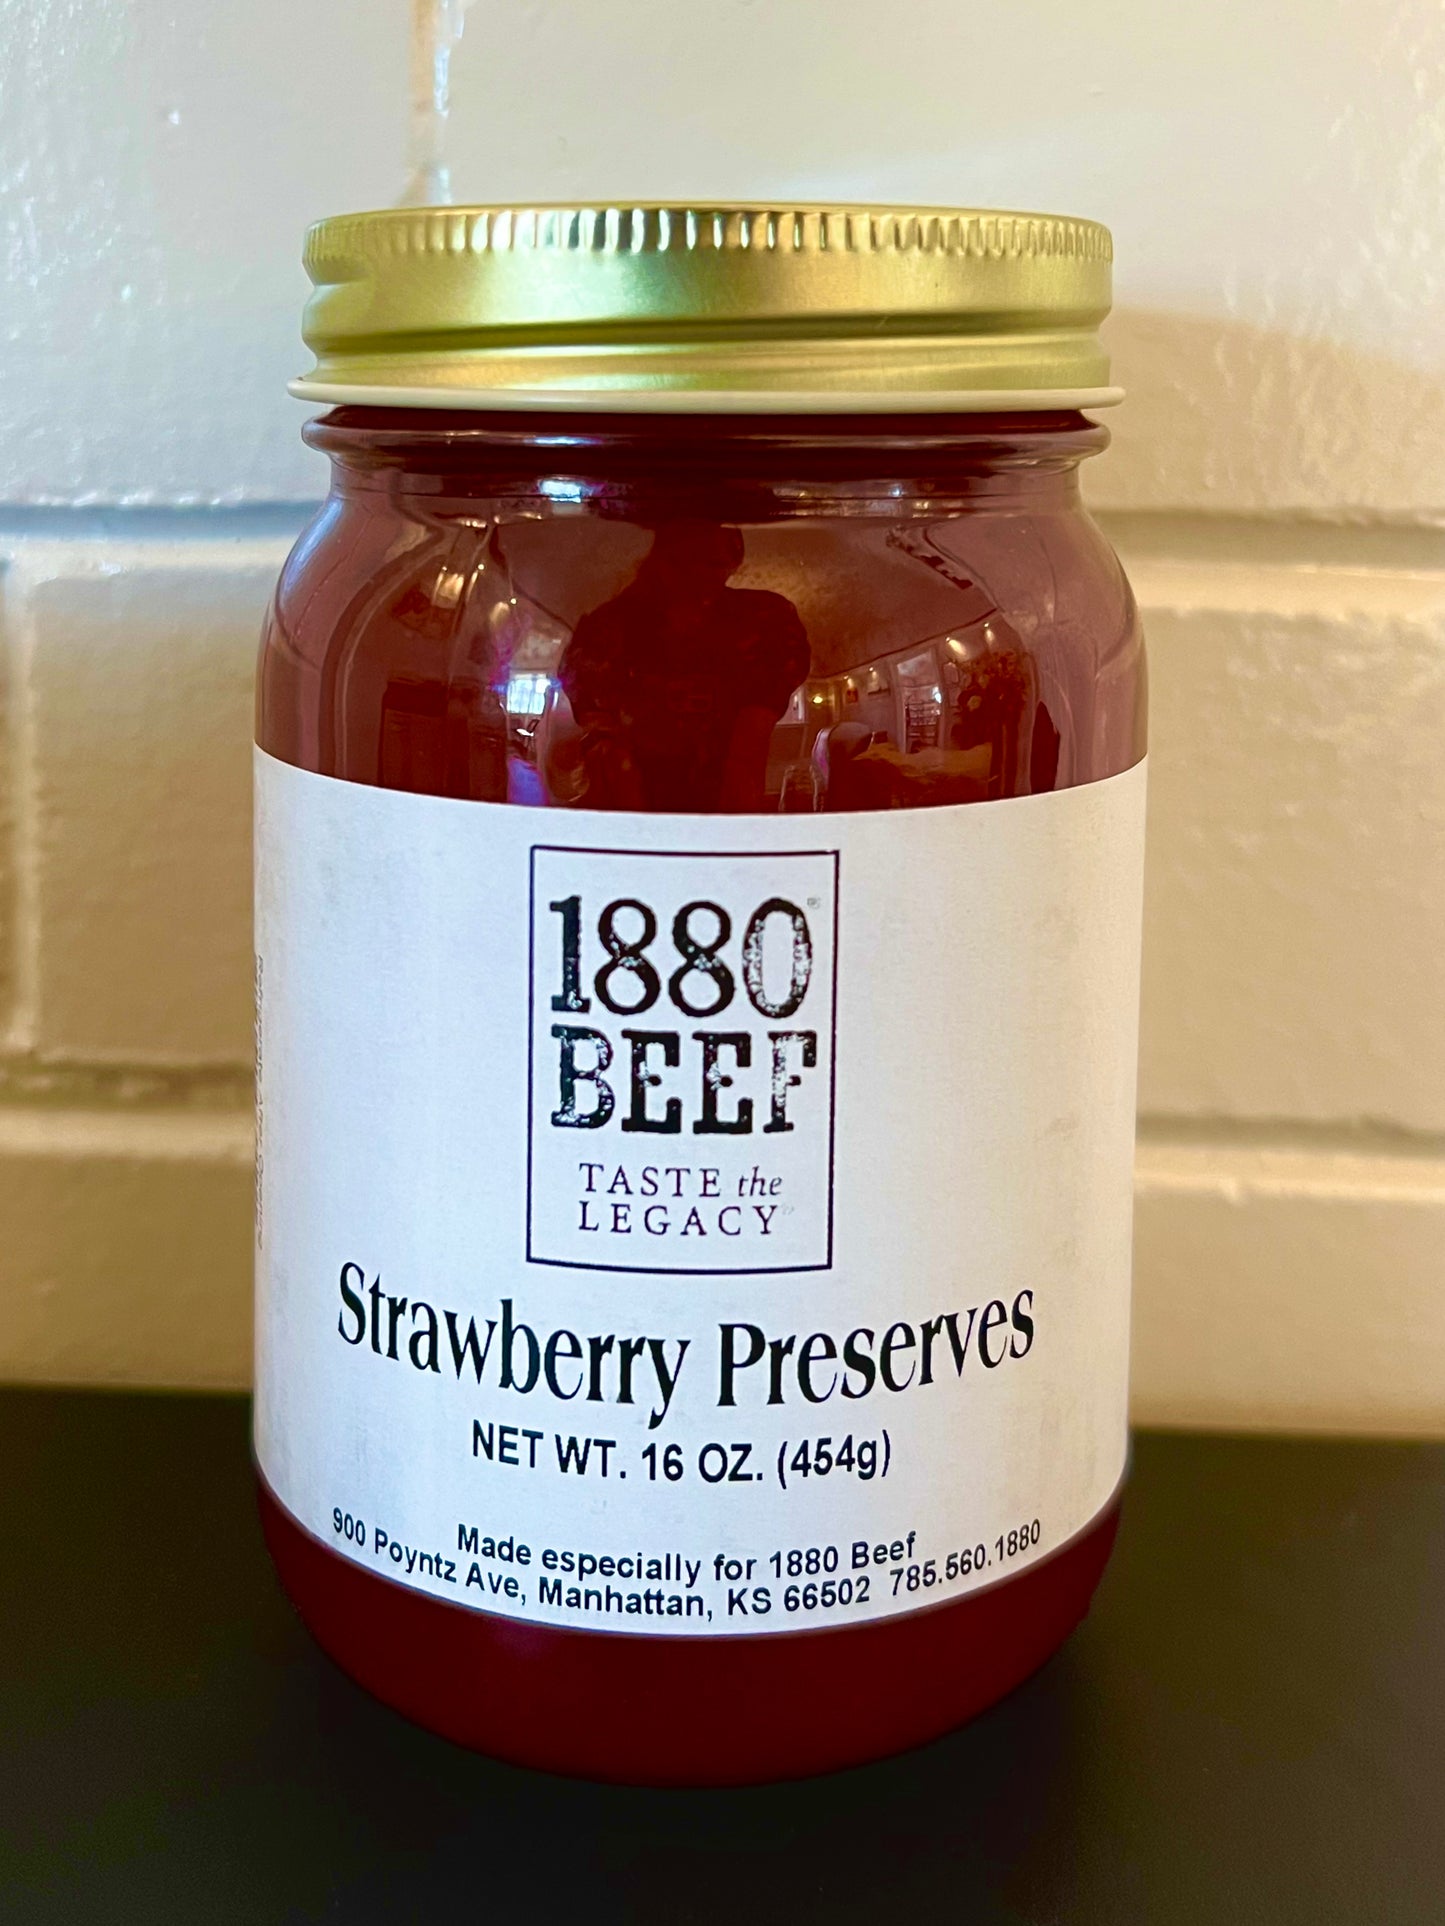 1880®
BEEF
TASTE the
LEGACY
Strawberry Preserves
NET WT. 16 OZ. (454g)
Made especially for 1880 Beef
900 Poyntz Ave, Manhattan, KS 66502 785.560.1880